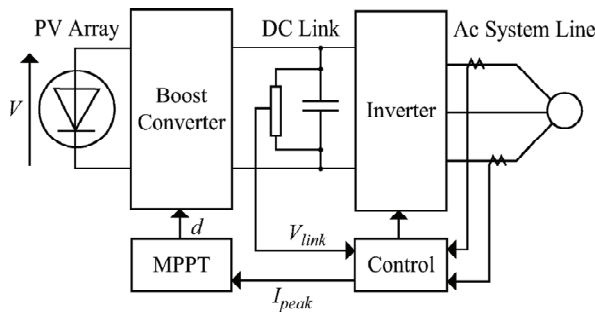 PV Array
DC Link
Ac System Line
V
Boost
Converter
Inverter
d
V_link
MPPT
Control
I_peak